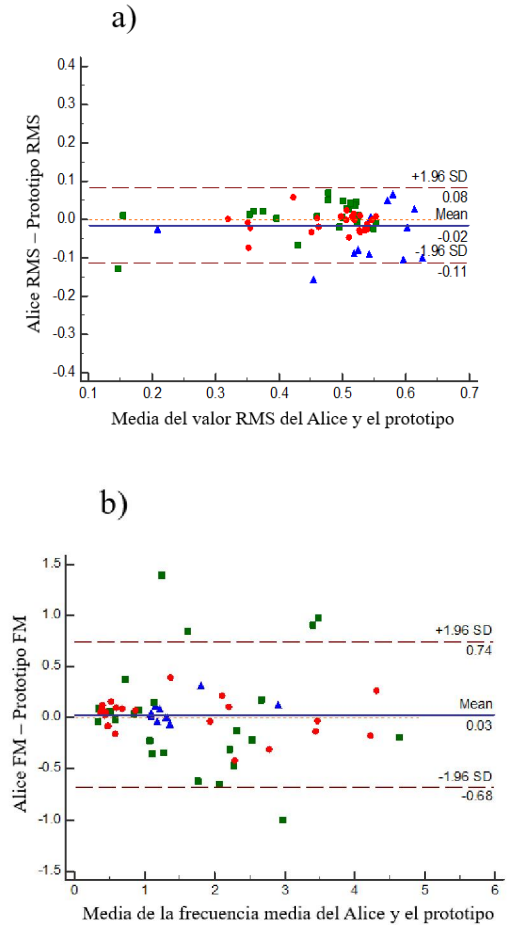 a)
0.4
0.3
0.2
0.1
0.0
-0.1
-0.2
-0.3
-0.4
Alice RMS – Prototipo RMS
+1.96 SD
0.08
Mean
-0.02
-1.96 SD
-0.11
0.1 0.2 0.3 0.4 0.5 0.6 0.7
Media del valor RMS del Alice y el prototipo
b)
1.5
1.0
0.5
0.0
-0.5
-1.0
-1.5
Alice FM – Prototipo FM
+1.96 SD
0.74
Mean
0.03
-1.96 SD
-0.68
0 1 2 3 4 5 6
Media de la frecuencia media del Alice y el prototipo